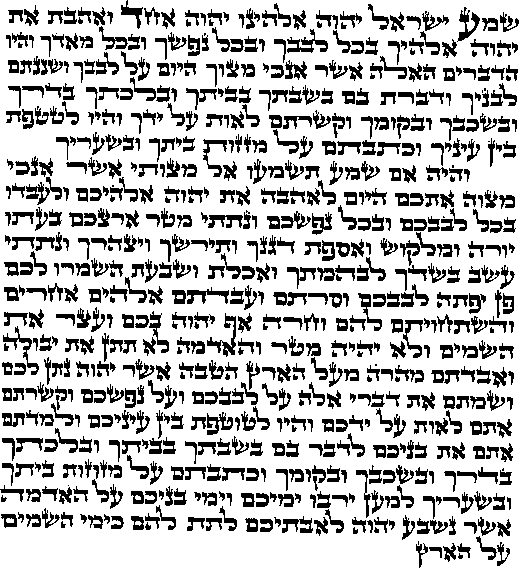 שמע ישראל יהוה אלהינו יהוה אחד ואהבת את
יהוה אלהיך בכל לבבך ובכל נפשך ובכל מאדך והיו
הדברים האלה אשר אנכי מצוך היום על לבבך ושננתם
לבניך ודברת בם בשבתך בביתך ובלכתך בדרך
ובשכבך ובקומך וקשרתם לאות על ידך והיו לטטפת
בין עיניך וכתבתם על מזזות ביתך ובשעריך
והיה אם שמע תשמעו אל מצותי אשר אנכי
מצוה אתכם היום לאהבה את יהוה אלהיכם ולעבדו
בכל לבבכם ובכל נפשכם ונתתי מטר ארצכם בעתו
יורה ומלקוש ואספת דגנך ותירשך ויצהרך ונתתי
עשב בשדך לבהמתך ואכלת ושבעת השמרו לכם
פן יפתה לבבכם וסרתם ועבדתם אלהים אחרים
והשתחויתם להם וחרה אף יהוה בכם ועצר את
השמים ולא יהיה מטר והאדמה לא תתן את יבולה
ואבדתם מהרה מעל הארץ הטבה אשר יהוה נתן לכם
ושמתם את דברי אלה על לבבכם ועל נפשכם וקשרתם
אתם לאות על ידכם והיו לטוטפת בין עיניכם ולמדתם
אתם את בניכם לדבר בם בשבתך בביתך ובלכתך
בדרך ובשכבך ובקומך וכתבתם על מזוזות ביתך
ובשעריך למען ירבו ימיכם וימי בניכם על האדמה
אשר נשבע יהוה לאבתיכם לתת להם כימי השמים
על הארץ